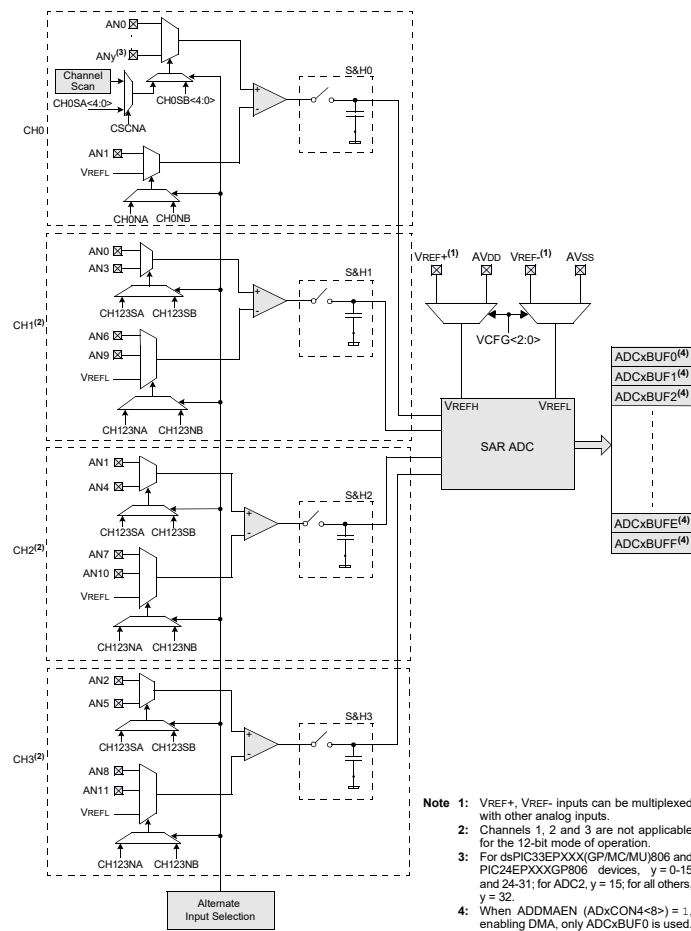 AN0
ANy(3)
Channel
Scan
CH0SA<4:0>
CH0SB<4:0>
CSCNA
S&H0
+
-
CH0
AN1
VREFL
CH0NA CH0NB
AN0
AN3
S&H1
+
-
CH123SA CH123SB
CH1(2)
AN6
AN9
VREFL
CH123NA CH123NB
VREF+(1) AVDD VREF-(1) AVSS
VCFG<2:0>
VREFH VREFL
SAR ADC
ADCxBUF0(4)
ADCxBUF1(4)
ADCxBUF2(4)
ADCxBUFE(4)
ADCxBUFF(4)
AN1
AN4
S&H2
+
-
CH123SA CH123SB
CH2(2)
AN7
AN10
VREFL
CH123NA CH123NB
AN2
AN5
S&H3
+
-
CH123SA CH123SB
CH3(2)
AN8
AN11
VREFL
CH123NA CH123NB
Alternate
Input Selection
Note 1: VREF+, VREF- inputs can be multiplexed
with other analog inputs.
2: Channels 1, 2 and 3 are not applicable
for the 12-bit mode of operation.
3: For dsPIC33EPXXX(GP/MC/MU)806 and
PIC24EPXXXGP806 devices, y = 0-15
and 24-31; for ADC2, y = 15; for all others,
y = 32.
4: When ADDMAEN (ADxCON4<8>) = 1,
enabling DMA, only ADCxBUF0 is used.